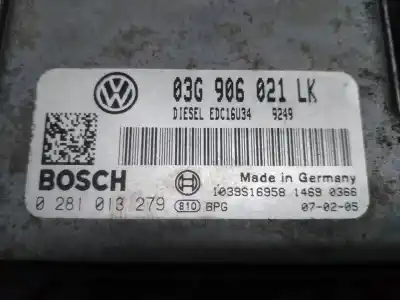 03G 906 021 LK
DIESEL EDC16U34 9249
BOSCH
Made in Germany
1039S16958 1469 0366
0 281 013 279 810 BPG 07-02-05